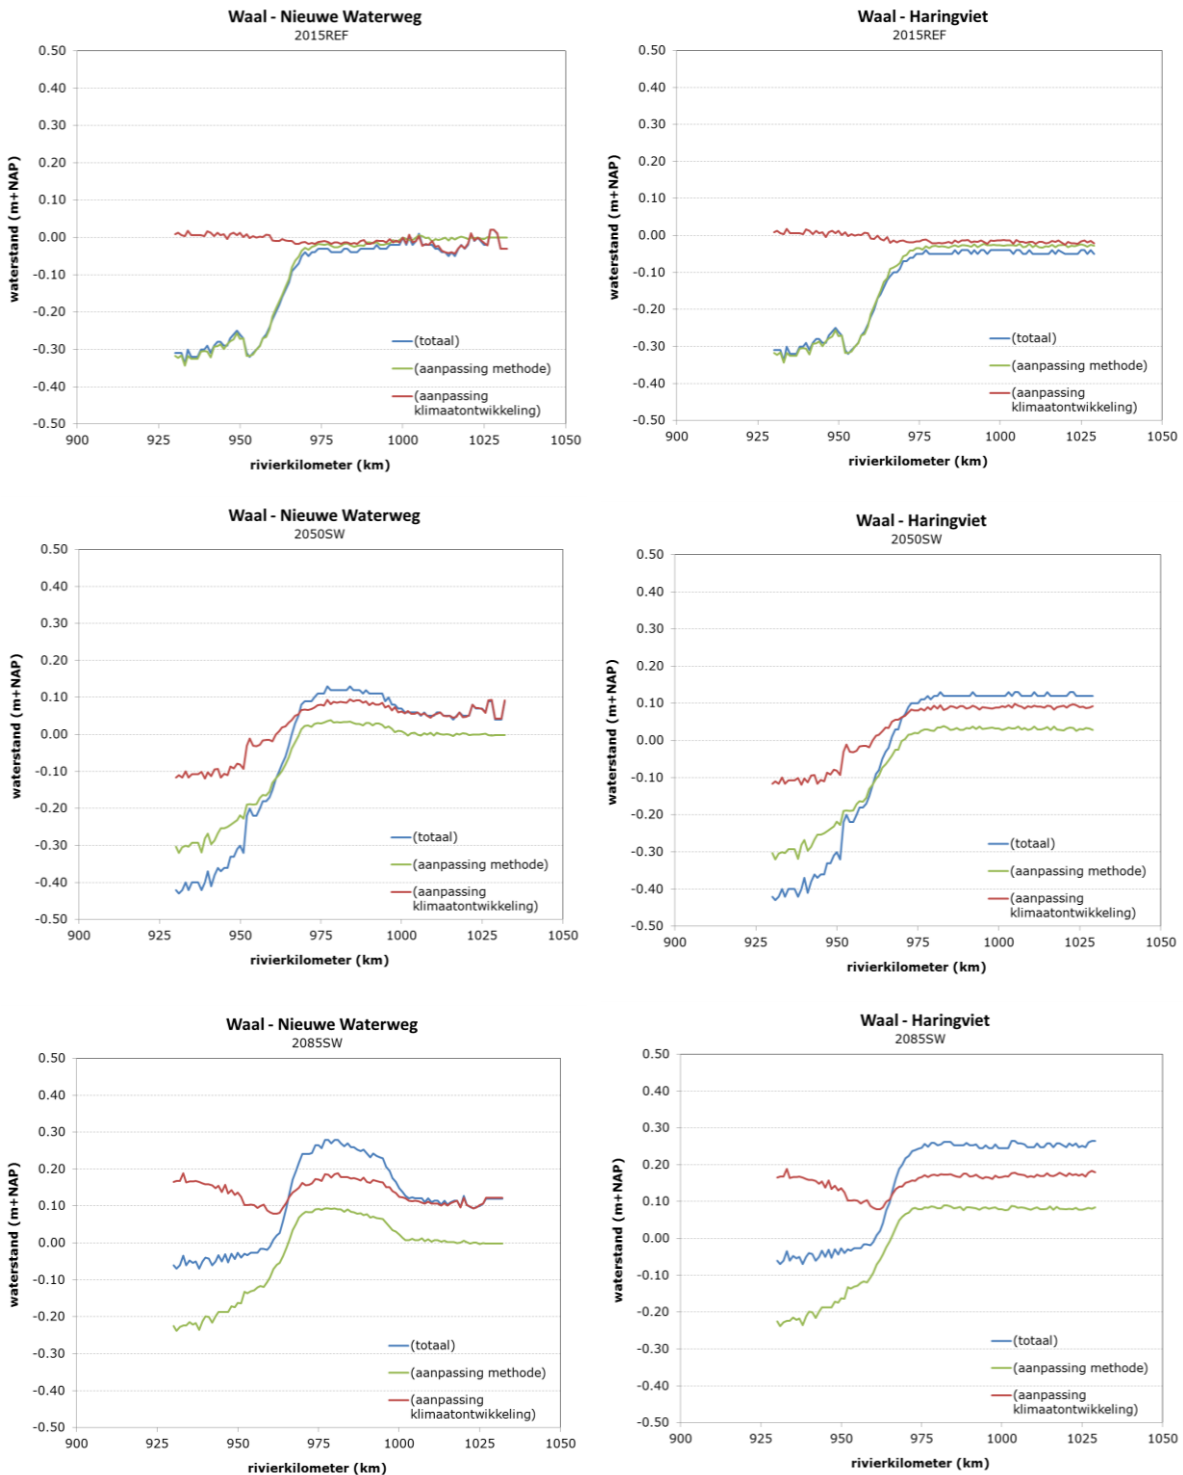 Waal - Nieuwe Waterweg
2015REF
waterstand (m+NAP)
0.50
0.40
0.30
0.20
0.10
0.00
-0.10
-0.20
-0.30
-0.40
-0.50
900
925
950
975
1000
1025
1050
rivierkilometer (km)
(totaal)
(aanpassing methode)
(aanpassing
klimaatontwikkeling)
Waal - Haringviet
2015REF
waterstand (m+NAP)
0.50
0.40
0.30
0.20
0.10
0.00
-0.10
-0.20
-0.30
-0.40
-0.50
900
925
950
975
1000
1025
1050
rivierkilometer (km)
(totaal)
(aanpassing methode)
(aanpassing
klimaatontwikkeling)
Waal - Nieuwe Waterweg
2050SW
waterstand (m+NAP)
0.50
0.40
0.30
0.20
0.10
0.00
-0.10
-0.20
-0.30
-0.40
-0.50
900
925
950
975
1000
1025
1050
rivierkilometer (km)
(totaal)
(aanpassing methode)
(aanpassing
klimaatontwikkeling)
Waal - Haringviet
2050SW
waterstand (m+NAP)
0.50
0.40
0.30
0.20
0.10
0.00
-0.10
-0.20
-0.30
-0.40
-0.50
900
925
950
975
1000
1025
1050
rivierkilometer (km)
(totaal)
(aanpassing methode)
(aanpassing
klimaatontwikkeling)
Waal - Nieuwe Waterweg
2085SW
waterstand (m+NAP)
0.50
0.40
0.30
0.20
0.10
0.00
-0.10
-0.20
-0.30
-0.40
-0.50
900
925
950
975
1000
1025
1050
rivierkilometer (km)
(totaal)
(aanpassing methode)
(aanpassing
klimaatontwikkeling)
Waal - Haringviet
2085SW
waterstand (m+NAP)
0.50
0.40
0.30
0.20
0.10
0.00
-0.10
-0.20
-0.30
-0.40
-0.50
900
925
950
975
1000
1025
1050
rivierkilometer (km)
(totaal)
(aanpassing methode)
(aanpassing
klimaatontwikkeling)